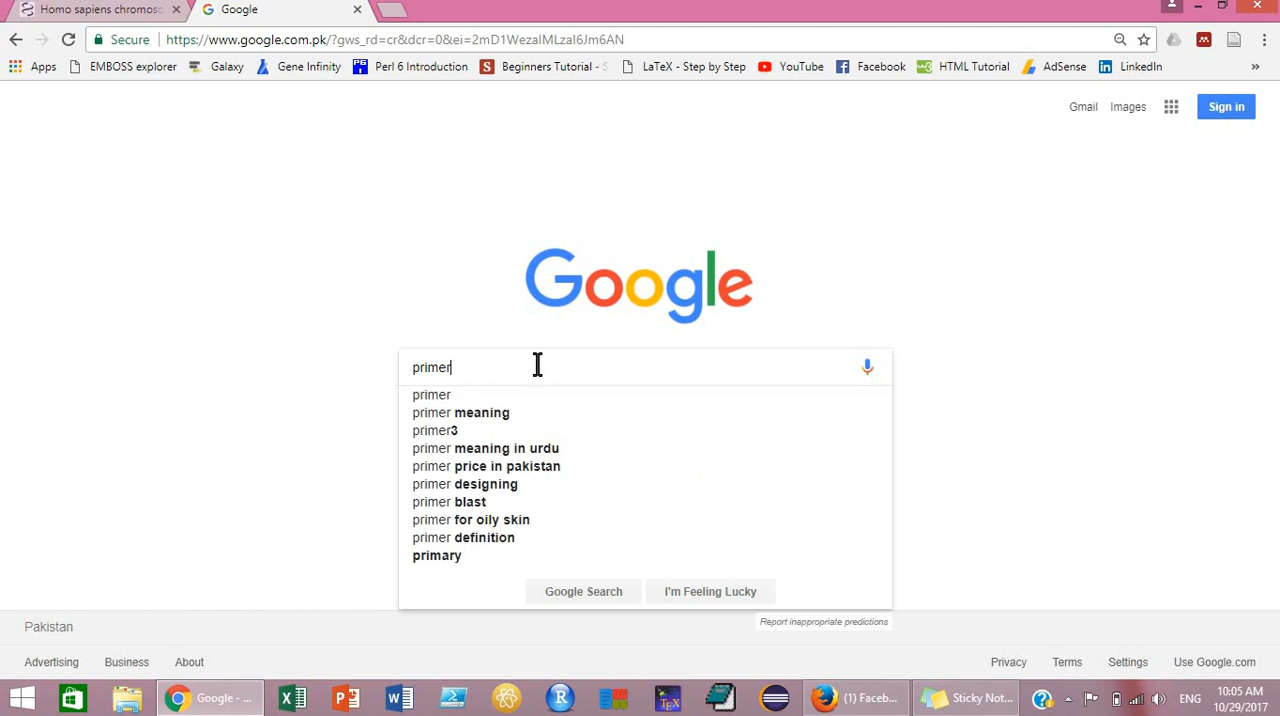 Homo sapiens chromoso
Google
Secure
https://www.google.com.pk/?gws_rd=cr&dcr=0&ei=2mD1WezaIMLzaI6Jm6AN
Apps
EMBOSS explorer
Galaxy
Gene Infinity
Perl 6 Introduction
Beginners Tutorial - S
LaTeX - Step by Step
YouTube
Facebook
HTML Tutorial
AdSense
LinkedIn
»
Gmail
Images
Sign in
Google
primer
primer
primer meaning
primer3
primer meaning in urdu
primer price in pakistan
primer designing
primer blast
primer for oily skin
primer definition
primary
Google Search
I'm Feeling Lucky
Report inappropriate predictions
Pakistan
Advertising
Business
About
Privacy
Terms
Settings
Use Google.com
Google - ...
(1) Faceb...
Sticky Not...
ENG
10:05 AM
10/29/2017